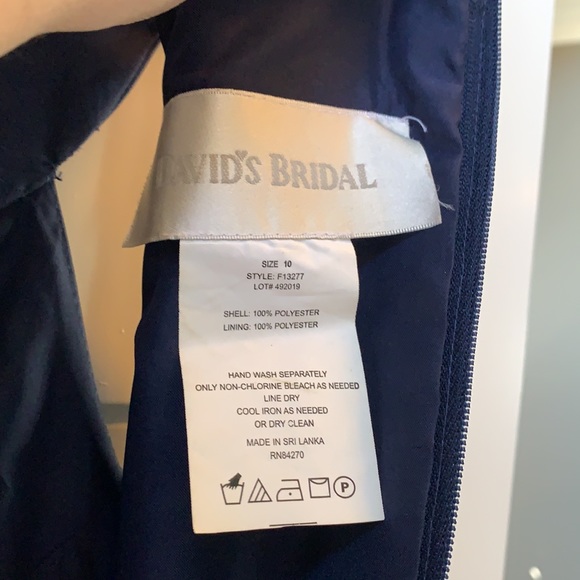 DAVID'S BRIDAL
SIZE 10
STYLE: F13277
LOT# 492019
SHELL: 100% POLYESTER
LINING: 100% POLYESTER
HAND WASH SEPARATELY
ONLY NON-CHLORINE BLEACH AS NEEDED
LINE DRY
COOL IRON AS NEEDED
OR DRY CLEAN
MADE IN SRI LANKA
RN84270
P